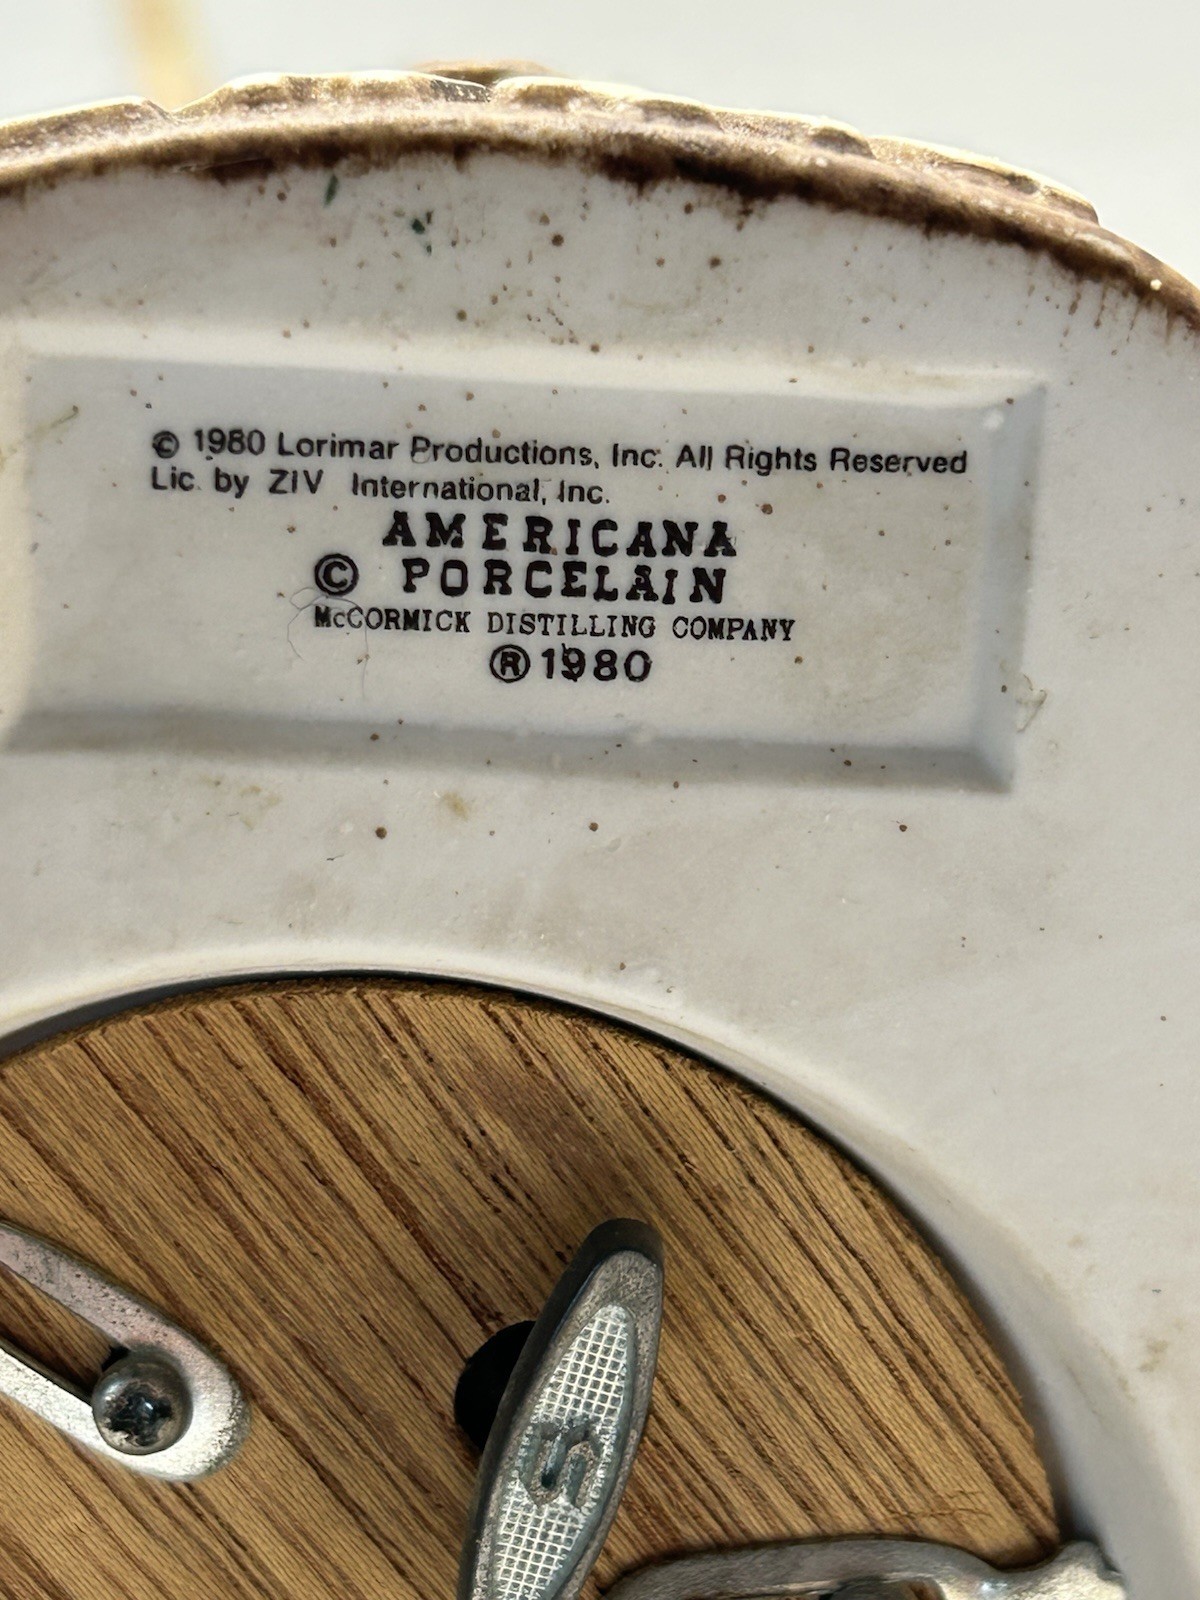 © 1980 Lorimar Productions, Inc. All Rights Reserved
Lic. by ZIV International, Inc.
AMERICANA
© PORCELAIN
McCORMICK DISTILLING COMPANY
® 1980